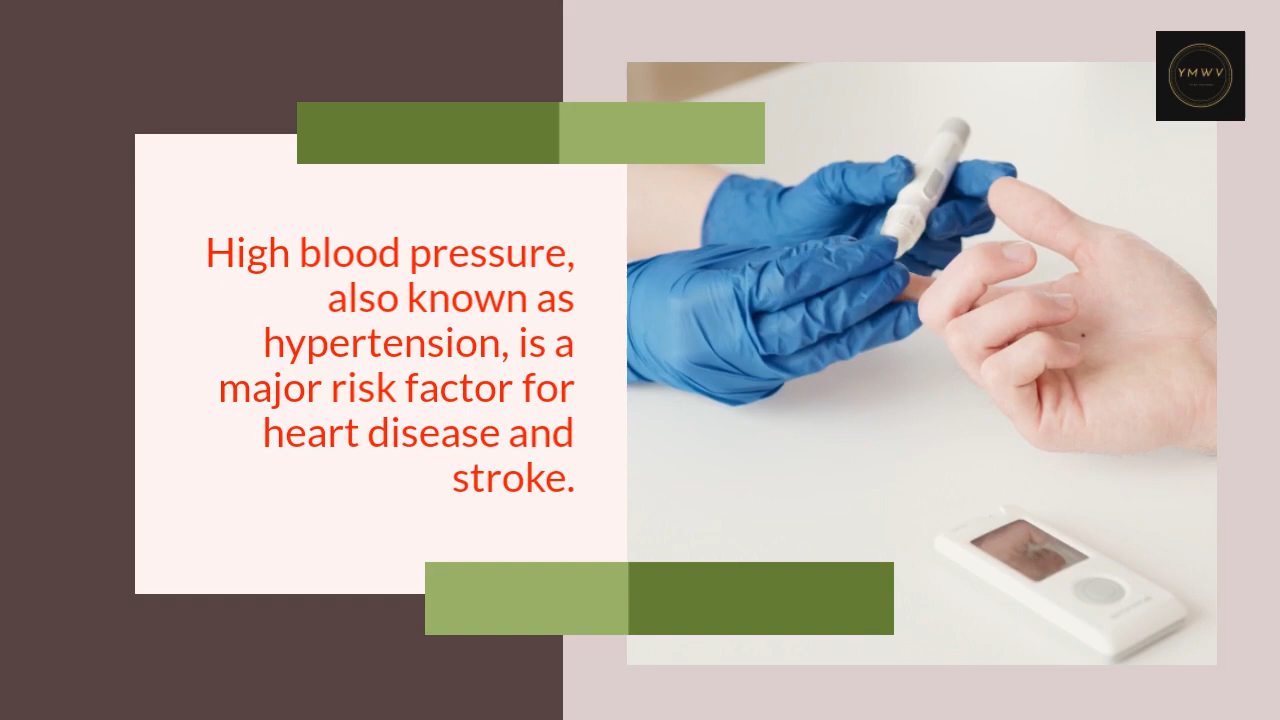 High blood pressure,
also known as
hypertension, is a
major risk factor for
heart disease and
stroke.
YMWV